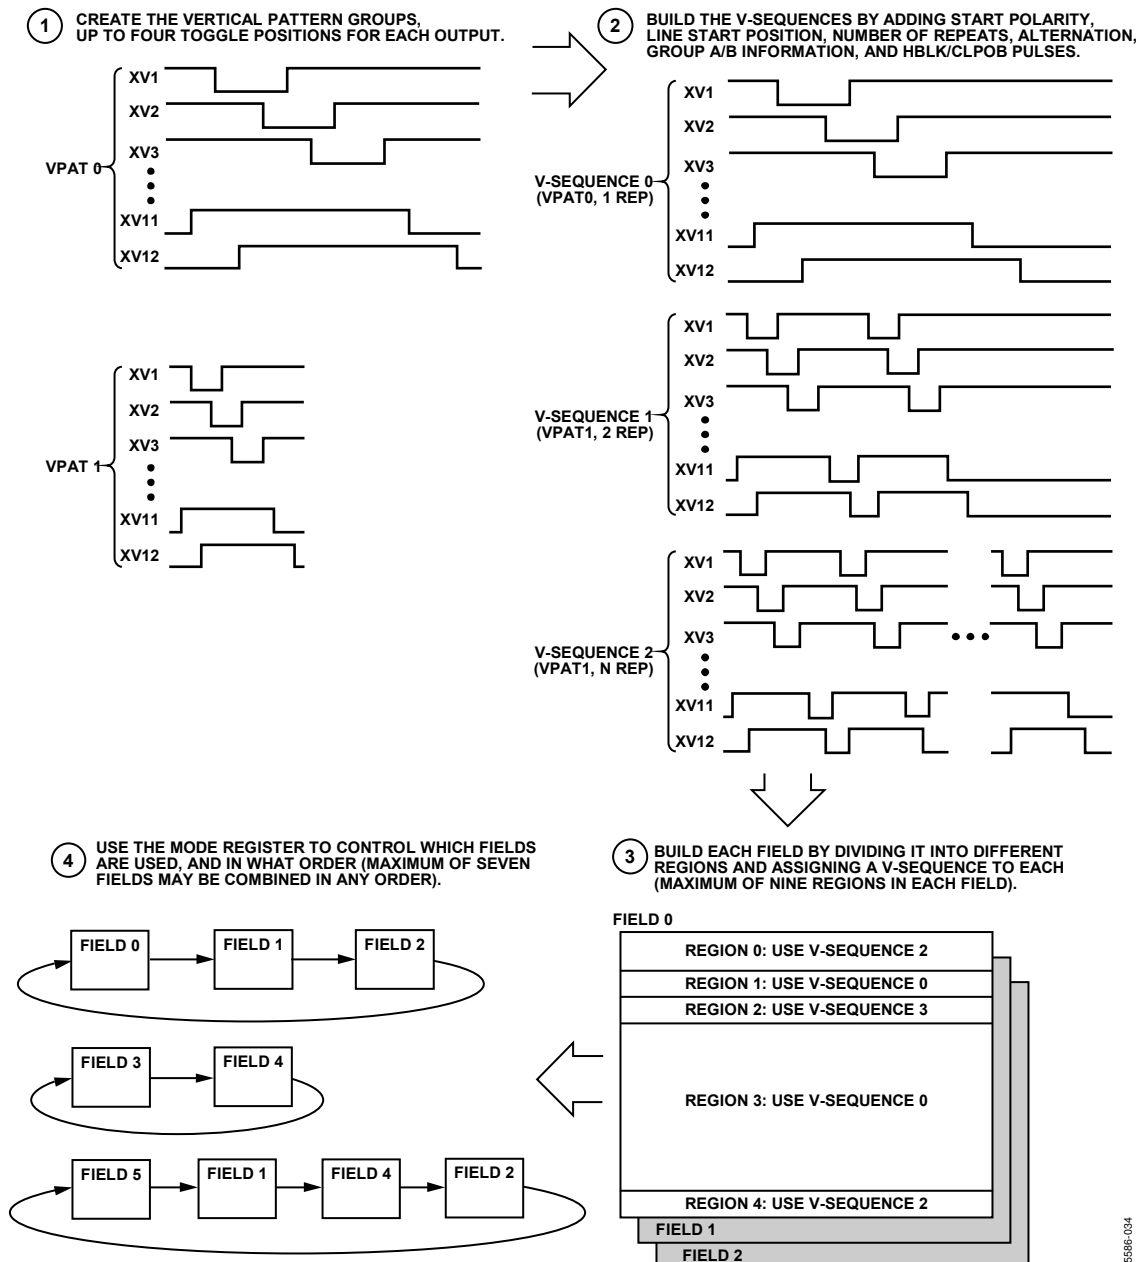 1
CREATE THE VERTICAL PATTERN GROUPS,
UP TO FOUR TOGGLE POSITIONS FOR EACH OUTPUT.
XV1
XV2
XV3
VPAT 0
XV11
XV12
XV1
XV2
XV3
VPAT 1
XV11
XV12
2
BUILD THE V-SEQUENCES BY ADDING START POLARITY,
LINE START POSITION, NUMBER OF REPEATS, ALTERNATION,
GROUP A/B INFORMATION, AND HBLK/CLPOB PULSES.
XV1
XV2
XV3
V-SEQUENCE 0
(VPAT0, 1 REP)
XV11
XV12
XV1
XV2
XV3
V-SEQUENCE 1
(VPAT1, 2 REP)
XV11
XV12
XV1
XV2
XV3
V-SEQUENCE 2
(VPAT1, N REP)
XV11
XV12
3
BUILD EACH FIELD BY DIVIDING IT INTO DIFFERENT
REGIONS AND ASSIGNING A V-SEQUENCE TO EACH
(MAXIMUM OF NINE REGIONS IN EACH FIELD).
FIELD 0
REGION 0: USE V-SEQUENCE 2
REGION 1: USE V-SEQUENCE 0
REGION 2: USE V-SEQUENCE 3
REGION 3: USE V-SEQUENCE 0
REGION 4: USE V-SEQUENCE 2
FIELD 1
FIELD 2
4
USE THE MODE REGISTER TO CONTROL WHICH FIELDS
ARE USED, AND IN WHAT ORDER (MAXIMUM OF SEVEN
FIELDS MAY BE COMBINED IN ANY ORDER).
FIELD 0 FIELD 1 FIELD 2
FIELD 3 FIELD 4
FIELD 5 FIELD 1 FIELD 4 FIELD 2
5586-034